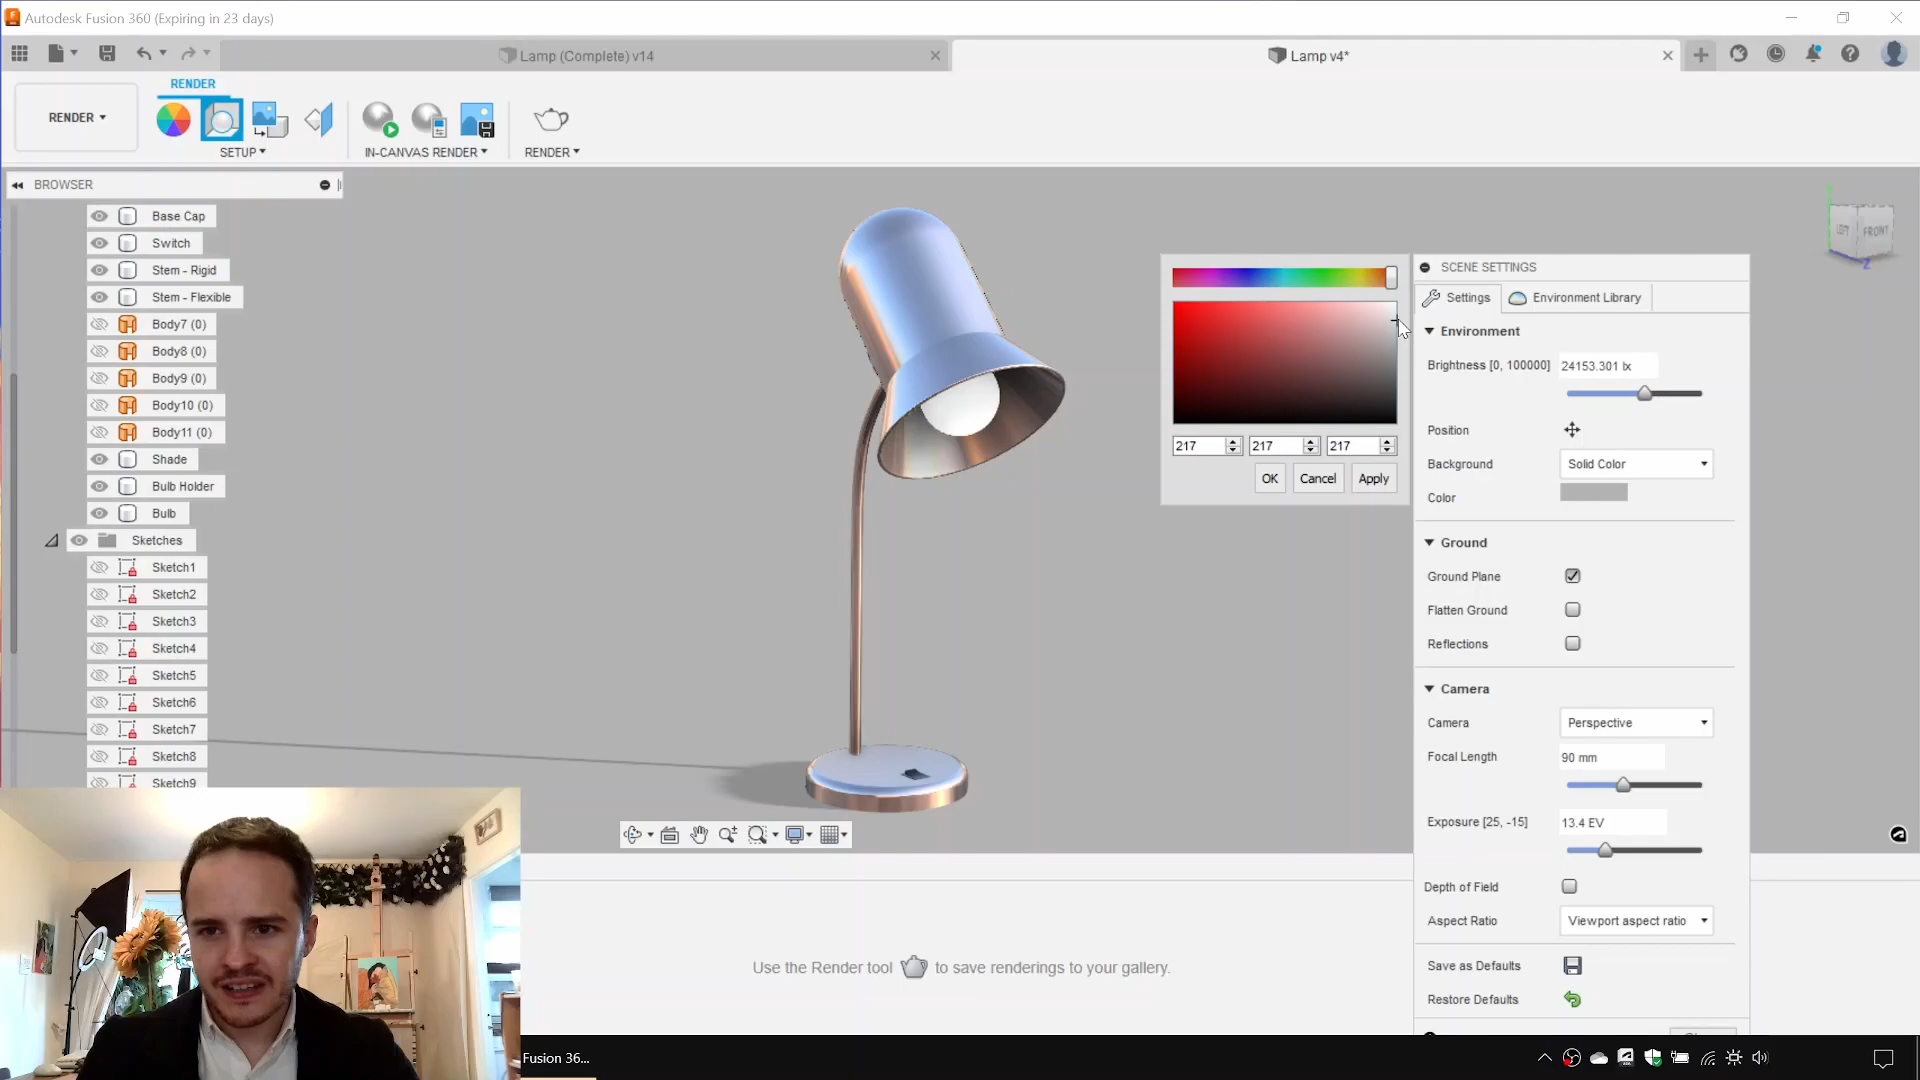 Autodesk Fusion 360 (Expiring in 23 days)
Lamp (Complete) v14
Lamp v4*
RENDER
RENDER
SETUP
IN-CANVAS RENDER
RENDER
BROWSER
Base Cap
Switch
Stem - Rigid
Stem - Flexible
Body7 (0)
Body8 (0)
Body9 (0)
Body10 (0)
Body11 (0)
Shade
Bulb Holder
Bulb
Sketches
Sketch1
Sketch2
Sketch3
Sketch4
Sketch5
Sketch6
Sketch7
Sketch8
Sketch9
LEFT FRONT
Z
217 217 217
OK Cancel Apply
SCENE SETTINGS
Settings Environment Library
Environment
Brightness [0, 100000] 24153.301 lx
Position
Background Solid Color
Color
Ground
Ground Plane
Flatten Ground
Reflections
Camera
Camera Perspective
Focal Length 90 mm
Exposure [25, -15] 13.4 EV
Depth of Field
Aspect Ratio Viewport aspect ratio
Save as Defaults
Restore Defaults
Use the Render tool to save renderings to your gallery.
Fusion 36...